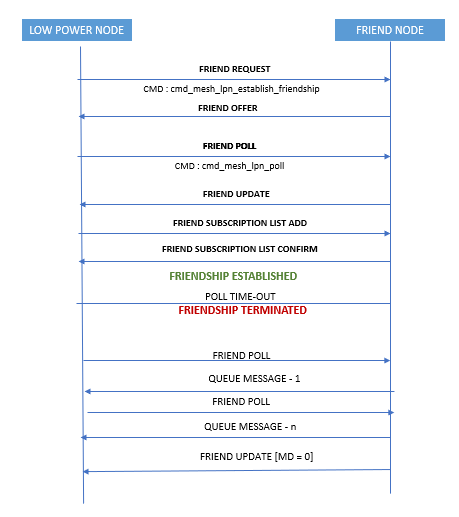 LOW POWER NODE
FRIEND NODE
FRIEND REQUEST
CMD : cmd_mesh_lpn_establish_friendship
FRIEND OFFER
FRIEND POLL
CMD : cmd_mesh_lpn_poll
FRIEND UPDATE
FRIEND SUBSCRIPTION LIST ADD
FRIEND SUBSCRIPTION LIST CONFIRM
FRIENDSHIP ESTABLISHED
POLL TIME-OUT
FRIENDSHIP TERMINATED
FRIEND POLL
QUEUE MESSAGE - 1
FRIEND POLL
QUEUE MESSAGE - n
FRIEND UPDATE [MD = 0]